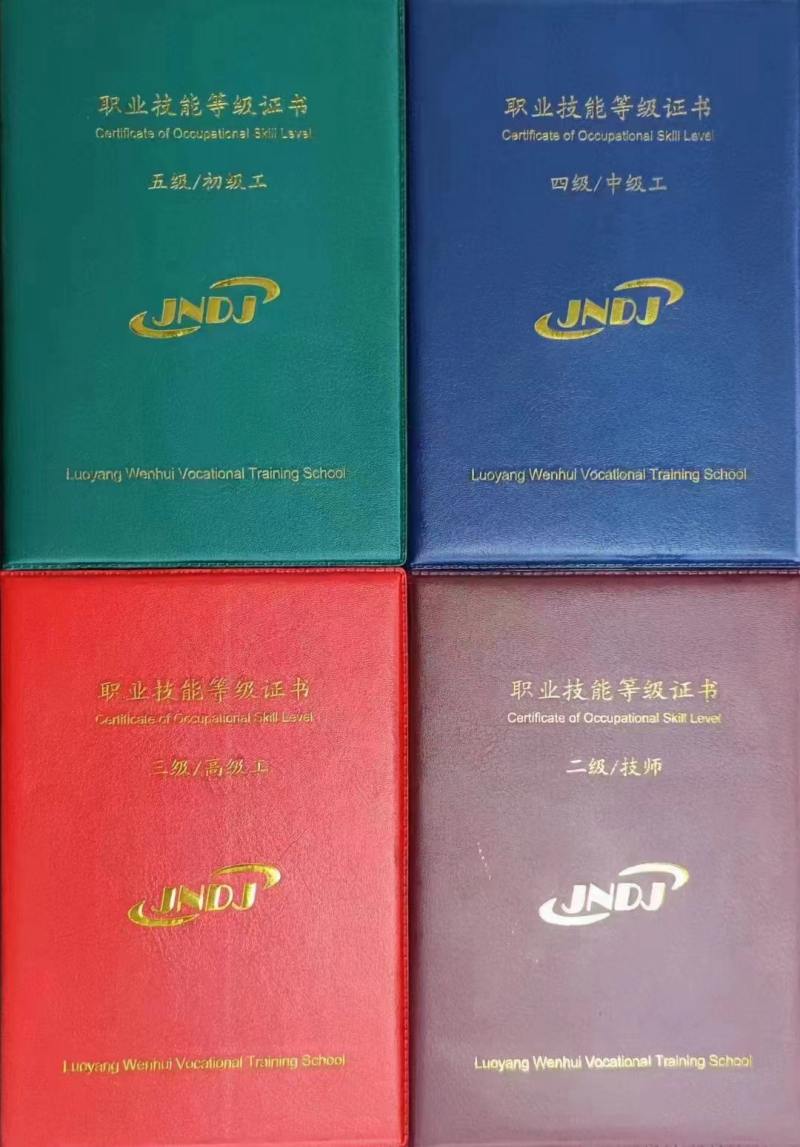 职业技能等级证书
Certificate of Occupational Skill Level
五级/初级工
JNDJ
Luoyang Wenhui Vocational Training School
职业技能等级证书
Certificate of Occupational Skill Level
四级/中级工
JNDJ
Luoyang Wenhui Vocational Training School
职业技能等级证书
Certificate of Occupational Skill Level
三级/高级工
JNDJ
Luoyang Wenhui Vocational Training School
职业技能等级证书
Certificate of Occupational Skill Level
二级/技师
JNDJ
Luoyang Wenhui Vocational Training School